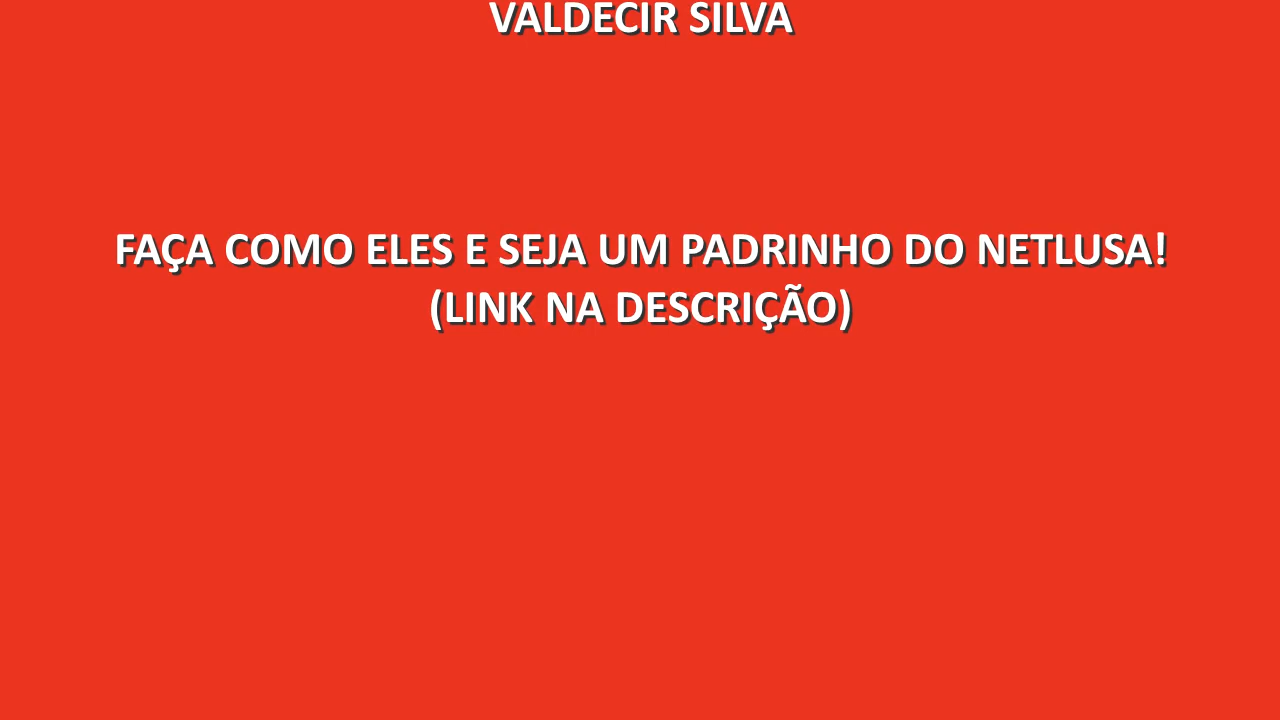 VALDECIR SILVA
FAÇA COMO ELES E SEJA UM PADRINHO DO NETLUSA!
(LINK NA DESCRIÇÃO)